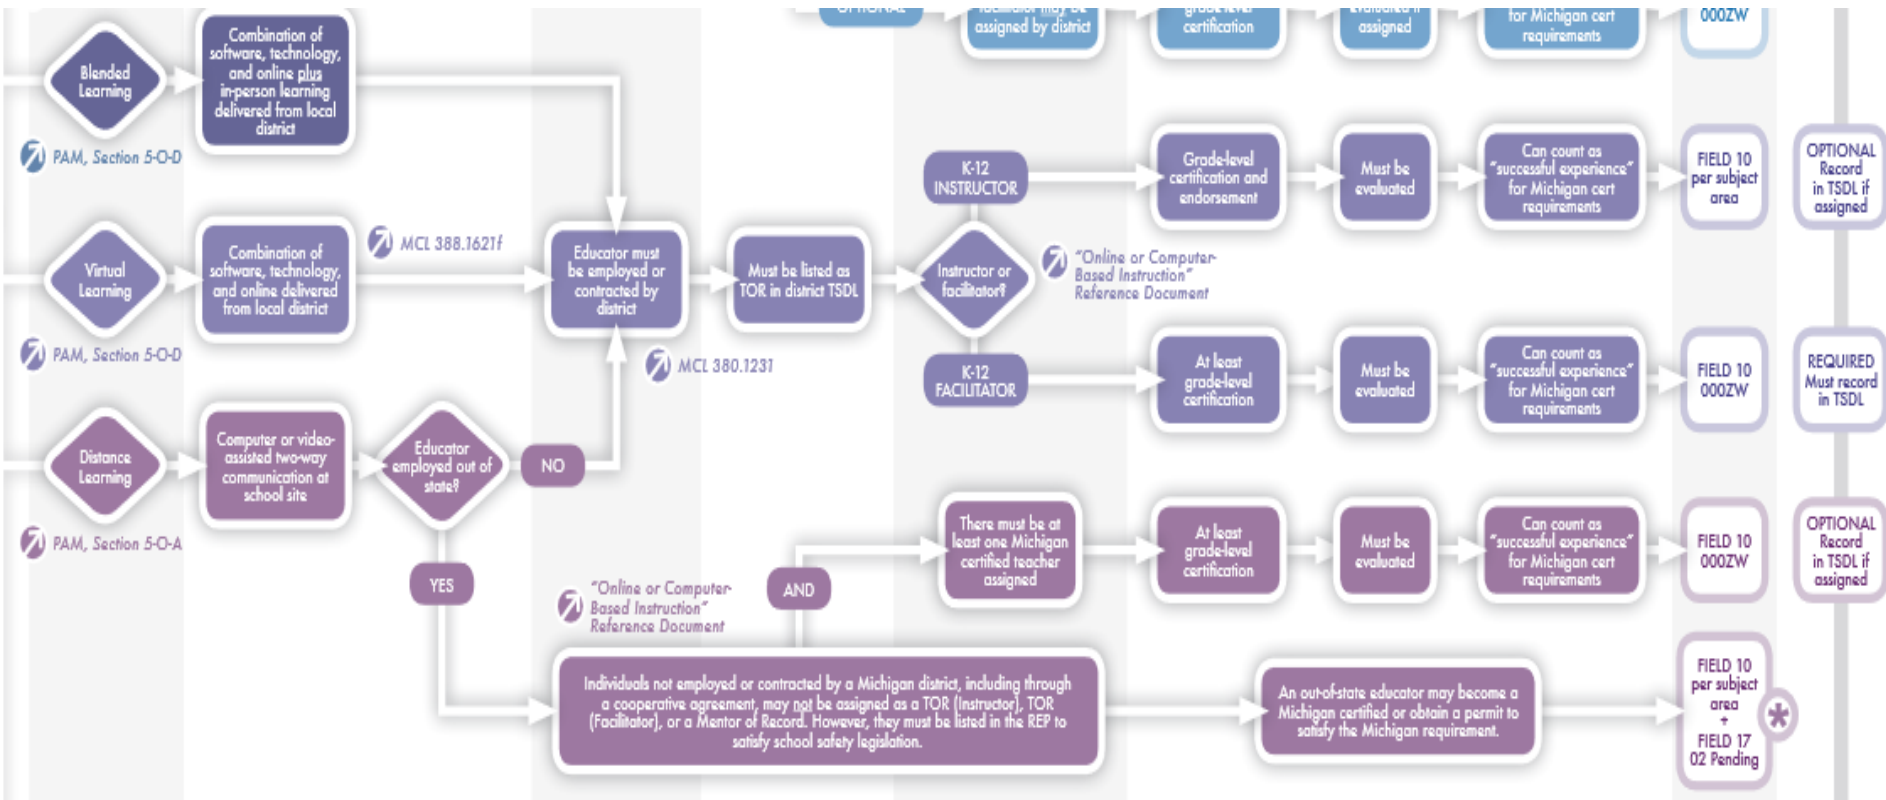 OPTIONAL
facilitator may be
assigned by district
grade-level
certification
evaluated if
assigned
for Michigan cert
requirements
000ZW
Blended
Learning
Combination of
software, technology,
and online plus
in-person learning
delivered from local
district
PAM, Section 5-O-D
Virtual
Learning
Combination of
software, technology,
and online delivered
from local district
MCL 388.1621f
PAM, Section 5-O-D
Educator must
be employed or
contracted by
district
MCL 380.1231
Must be listed as
TOR in district TSDL
Instructor or
facilitator?
"Online or Computer-
Based Instruction"
Reference Document
K-12
INSTRUCTOR
Grade-level
certification and
endorsement
Must be
evaluated
Can count as
"successful experience"
for Michigan cert
requirements
FIELD 10
per subject
area
OPTIONAL
Record
in TSDL if
assigned
K-12
FACILITATOR
At least
grade-level
certification
Must be
evaluated
Can count as
"successful experience"
for Michigan cert
requirements
FIELD 10
000ZW
REQUIRED
Must record
in TSDL
Distance
Learning
Computer or video-
assisted two-way
communication at
school site
Educator
employed out of
state?
NO
PAM, Section 5-O-A
YES
"Online or Computer-
Based Instruction"
Reference Document
AND
There must be at
least one Michigan
certified teacher
assigned
At least
grade-level
certification
Must be
evaluated
Can count as
"successful experience"
for Michigan cert
requirements
FIELD 10
000ZW
OPTIONAL
Record
in TSDL if
assigned
Individuals not employed or contracted by a Michigan district, including through
a cooperative agreement, may not be assigned as a TOR (Instructor), TOR
(Facilitator), or a Mentor of Record. However, they must be listed in the REP to
satisfy school safety legislation.
An out-of-state educator may become a
Michigan certified or obtain a permit to
satisfy the Michigan requirement.
FIELD 10
per subject
area
+
FIELD 17
02 Pending
*